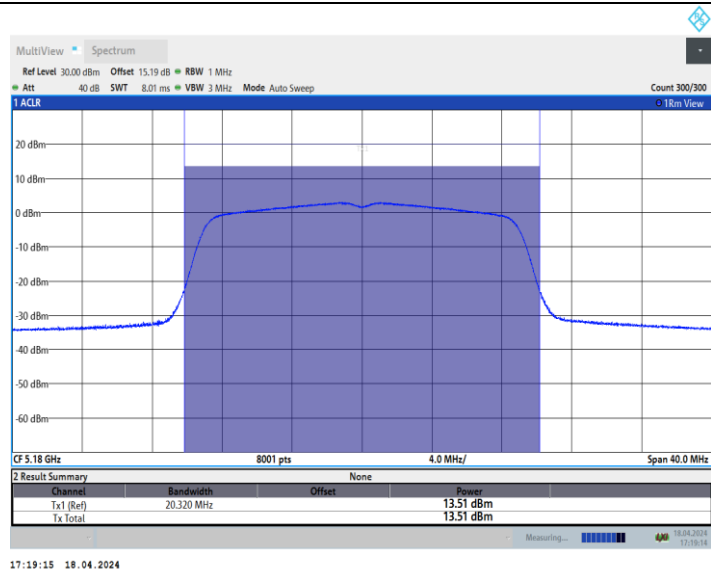 MultiView Spectrum
Ref Level 30.00 dBm Offset 15.19 dB RBW 1 MHz
Att 40 dB SWT 8.01 ms VBW 3 MHz Mode Auto Sweep Count 300/300
1 ACLR 1Rm View
20 dBm
10 dBm
0 dBm
-10 dBm
-20 dBm
-30 dBm
-40 dBm
-50 dBm
-60 dBm
CF 5.18 GHz 8001 pts 4.0 MHz/ Span 40.0 MHz
2 Result Summary None
Channel Bandwidth Offset Power
Tx1 (Ref) 20.320 MHz 13.51 dBm
Tx Total 13.51 dBm
Measuring... 18.04.2024
17:19:14
17:19:15 18.04.2024